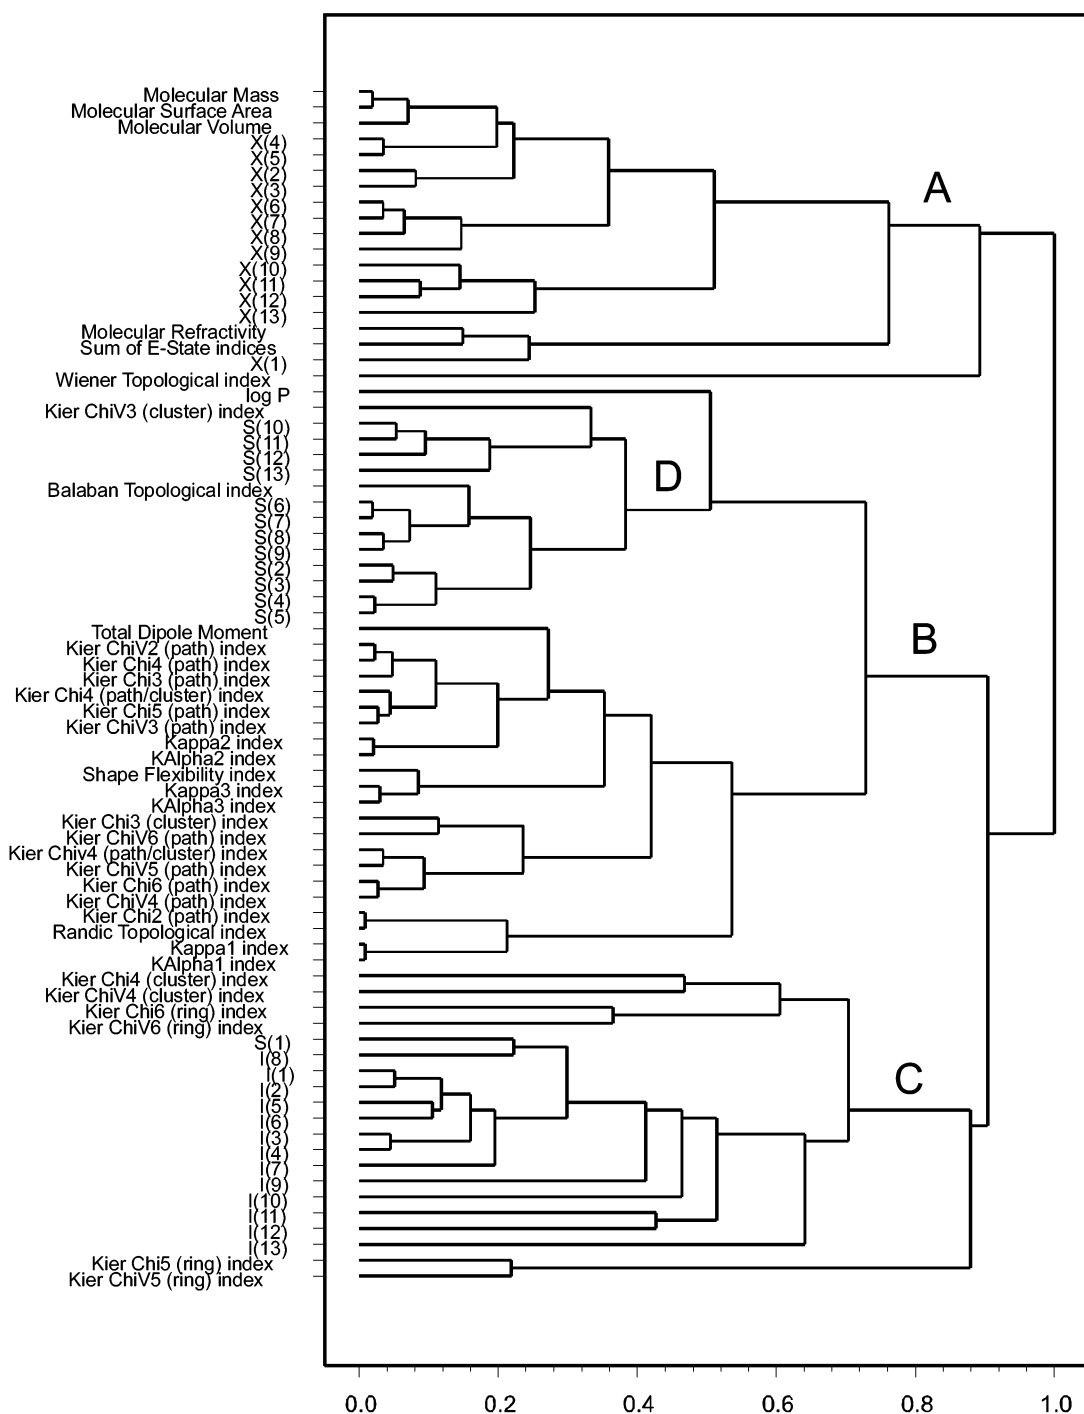 Molecular Mass
Molecular Surface Area
Molecular Volume
X(4)
X(5)
X(2)
X(3)
X(6)
X(7)
X(8)
X(9)
X(10)
X(11)
X(12)
X(13)
Molecular Refractivity
Sum of E-State indices
X(1)
Wiener Topological index
log P
Kier ChiV3 (cluster) index
S(10)
S(11)
S(12)
S(13)
Balaban Topological index
S(6)
S(7)
S(8)
S(9)
S(2)
S(3)
S(4)
S(5)
Total Dipole Moment
Kier ChiV2 (path) index
Kier Chi4 (path) index
Kier Chi3 (path) index
Kier Chi4 (path/cluster) index
Kier Chi5 (path) index
Kier ChiV3 (path) index
Kappa2 index
KAlpha2 index
Shape Flexibility index
Kappa3 index
KAlpha3 index
Kier Chi3 (cluster) index
Kier ChiV6 (path) index
Kier Chiv4 (path/cluster) index
Kier ChiV5 (path) index
Kier Chi6 (path) index
Kier ChiV4 (path) index
Kier Chi2 (path) index
Randic Topological index
Kappa1 index
KAlpha1 index
Kier Chi4 (cluster) index
Kier ChiV4 (cluster) index
Kier Chi6 (ring) index
Kier ChiV6 (ring) index
S(1)
I(8)
I(1)
I(2)
I(5)
I(6)
I(3)
I(4)
I(7)
I(9)
I(10)
I(11)
I(12)
I(13)
Kier Chi5 (ring) index
Kier ChiV5 (ring) index
A
D
B
C
0.0 0.2 0.4 0.6 0.8 1.0